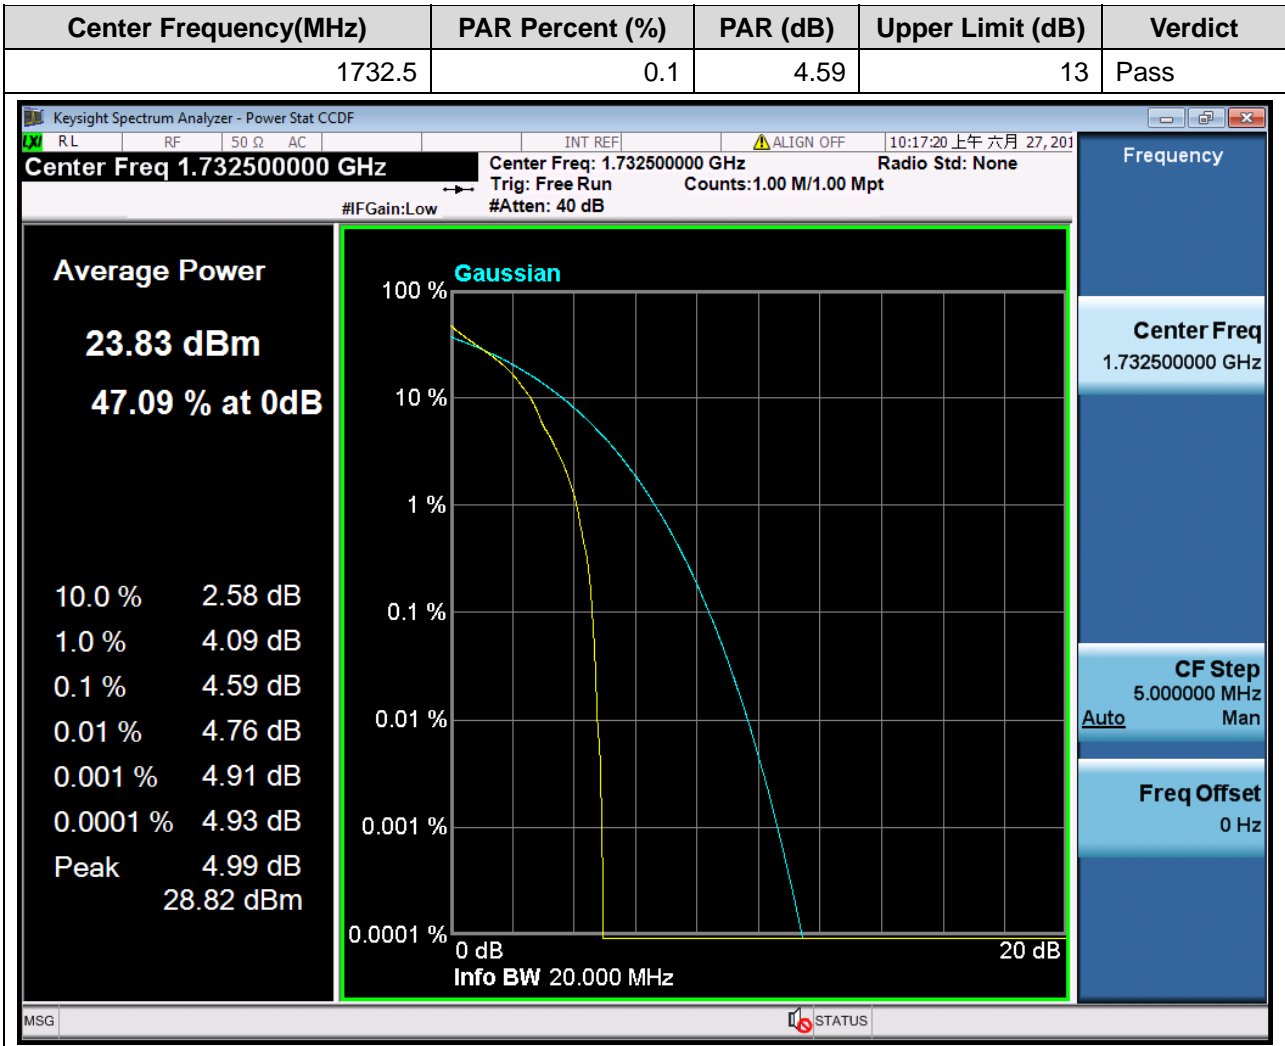 Center Frequency(MHz) PAR Percent (%) PAR (dB) Upper Limit (dB) Verdict
1732.5 0.1 4.59 13 Pass
Keysight Spectrum Analyzer - Power Stat CCDF
LXI RL RF 50 Ω AC INT REF ALIGN OFF 10:17:20 上午 六月 27, 201
Center Freq 1.732500000 GHz
Center Freq: 1.732500000 GHz Radio Std: None
Trig: Free Run Counts:1.00 M/1.00 Mpt
#IFGain:Low #Atten: 40 dB
Average Power
23.83 dBm
47.09 % at 0dB
10.0 % 2.58 dB
1.0 % 4.09 dB
0.1 % 4.59 dB
0.01 % 4.76 dB
0.001 % 4.91 dB
0.0001 % 4.93 dB
Peak 4.99 dB
28.82 dBm
Gaussian
100 %
10 %
1 %
0.1 %
0.01 %
0.001 %
0.0001 %
0 dB 20 dB
Info BW 20.000 MHz
Frequency
Center Freq
1.732500000 GHz
CF Step
5.000000 MHz
Auto Man
Freq Offset
0 Hz
MSG STATUS